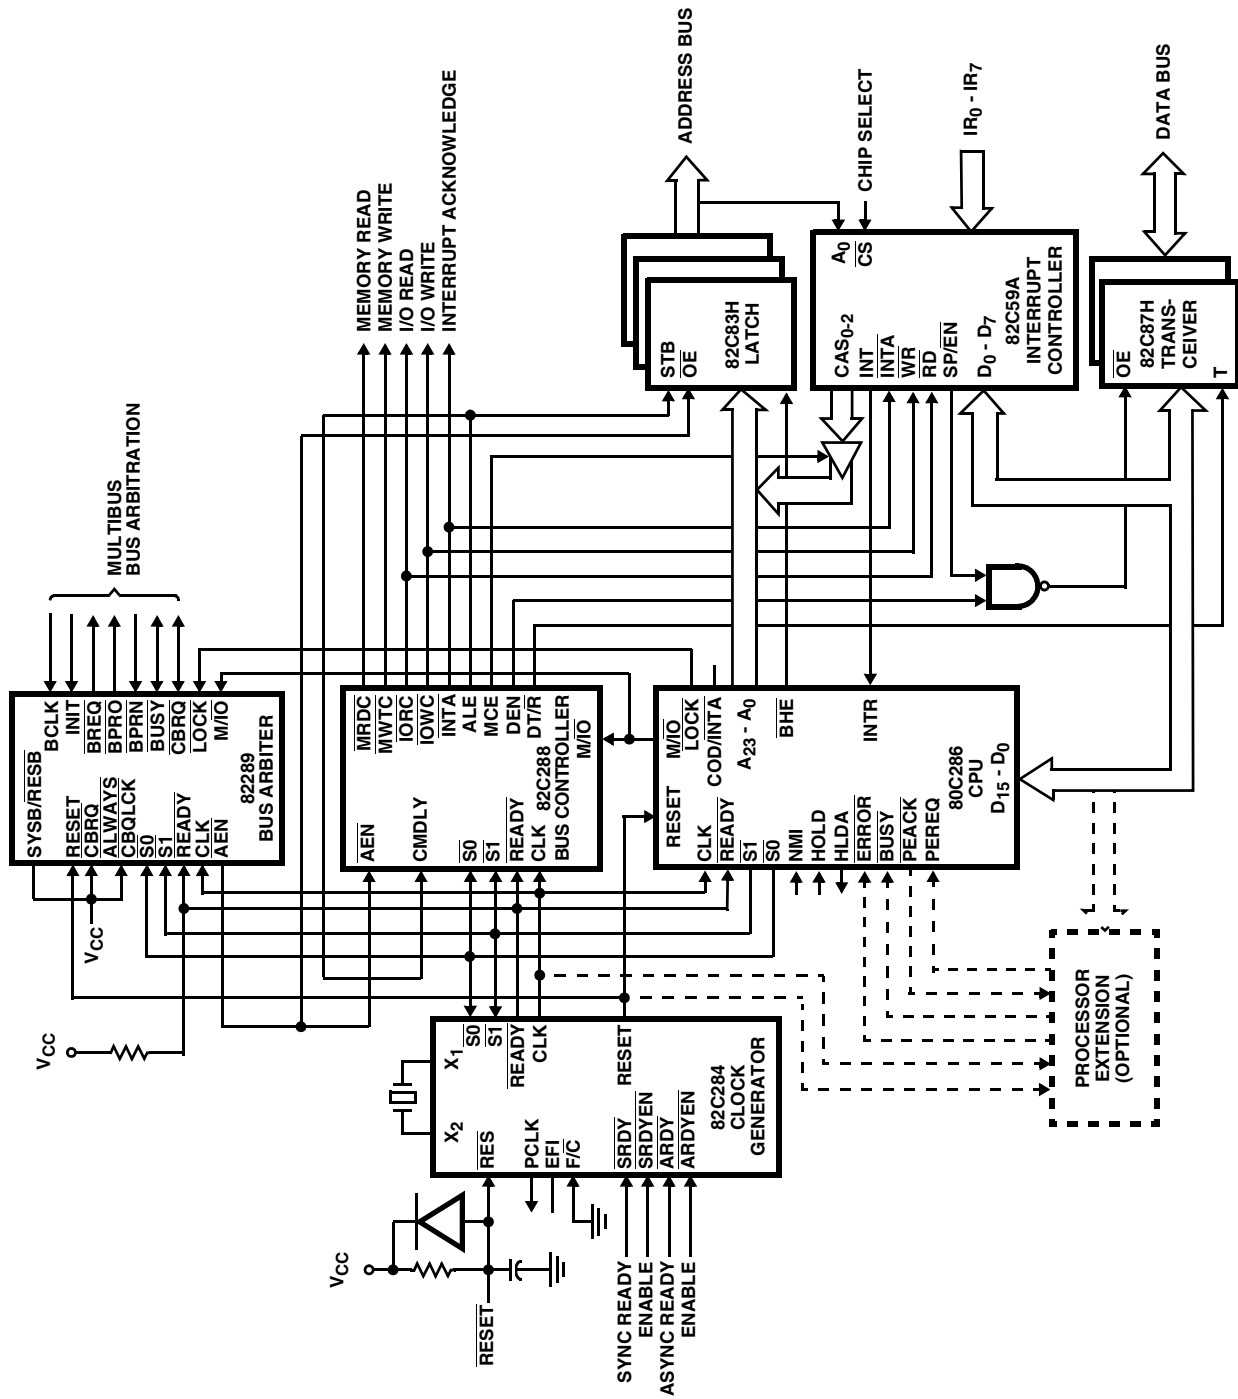 MULTIBUS
BUS ARBITRATION
BCLK
INIT
BREQ
BPRO
BPRN
BUSY
CBRQ
LOCK
M/IO
SYSB/RESB
RESET
CBRQ
ALWAYS
CBQLCK
S0
S1
READY
CLK
AEN
82289
BUS ARBITER
VCC
VCC
MEMORY READ
MEMORY WRITE
I/O READ
I/O WRITE
INTERRUPT ACKNOWLEDGE
MRDC
MWTC
IORC
IOWC
INTA
ALE
MCE
DEN
DT/R
M/IO
AEN
CMDLY
S0
S1
READY
CLK
82C288
BUS CONTROLLER
ADDRESS BUS
STB
OE
82C83H
LATCH
CHIP SELECT
IR0 - IR7
A0
CS
CAS0-2
INT
INTA
WR
RD
SP/EN
D0 - D7
82C59A
INTERRUPT
CONTROLLER
DATA BUS
OE
82C87H
TRANS-
CEIVER
T
M/IO
LOCK
COD/INTA
A23 - A0
BHE
INTR
RESET
CLK
READY
S1
S0
NMI
HOLD
HLDA
ERROR
BUSY
PEACK
PEREQ
80C286
CPU
D15 - D0
X1
X2
S0
S1
READY
CLK
RESET
RES
PCLK
EFI
F/C
SRDY
SRDYEN
ARDY
ARDYEN
82C284
CLOCK
GENERATOR
VCC
RESET
SYNC READY
ENABLE
ASYNC READY
ENABLE
PROCESSOR
EXTENSION
(OPTIONAL)